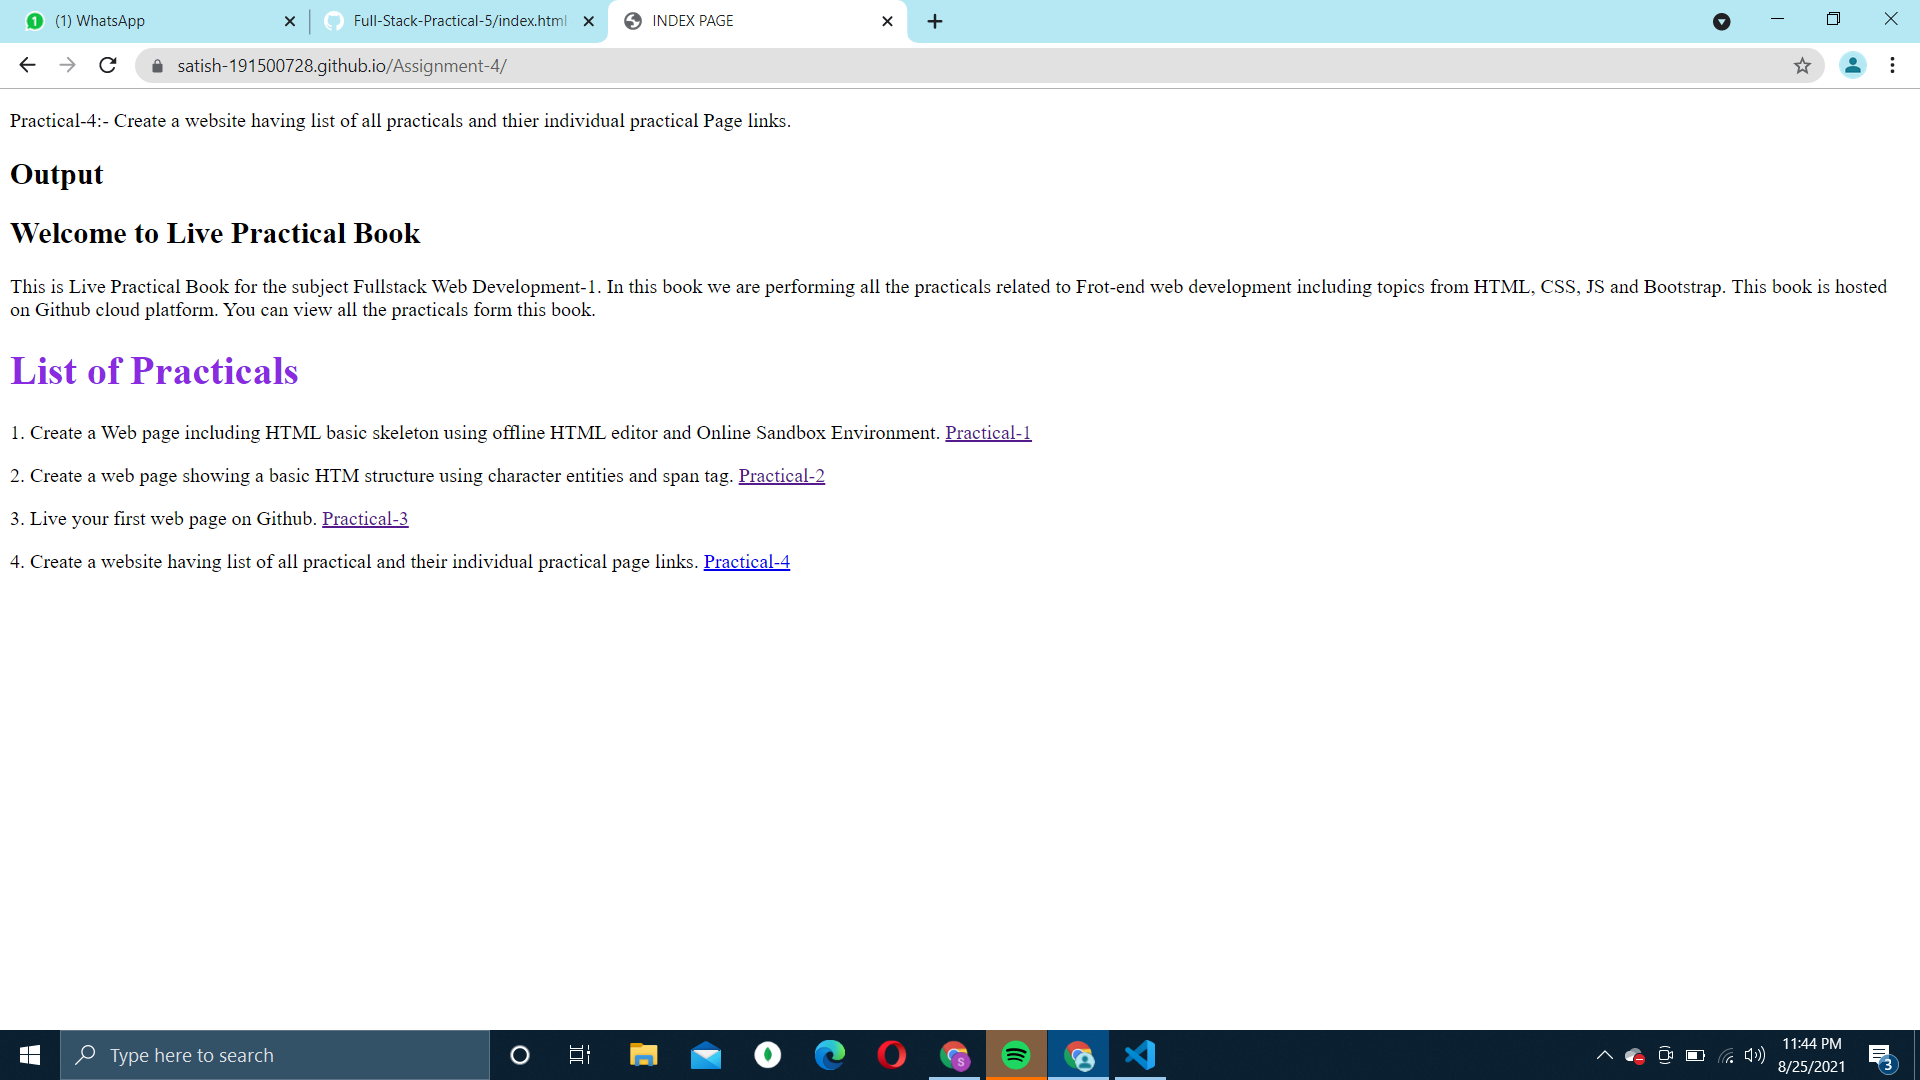 (1) WhatsApp
Full-Stack-Practical-5/index.html
INDEX PAGE
satish-191500728.github.io/Assignment-4/
Practical-4:- Create a website having list of all practicals and thier individual practical Page links.
Output
Welcome to Live Practical Book
This is Live Practical Book for the subject Fullstack Web Development-1. In this book we are performing all the practicals related to Frot-end web development including topics from HTML, CSS, JS and Bootstrap. This book is hosted
on Github cloud platform. You can view all the practicals form this book.
List of Practicals
1. Create a Web page including HTML basic skeleton using offline HTML editor and Online Sandbox Environment. Practical-1
2. Create a web page showing a basic HTM structure using character entities and span tag. Practical-2
3. Live your first web page on Github. Practical-3
4. Create a website having list of all practical and their individual practical page links. Practical-4
Type here to search
11:44 PM
8/25/2021
3